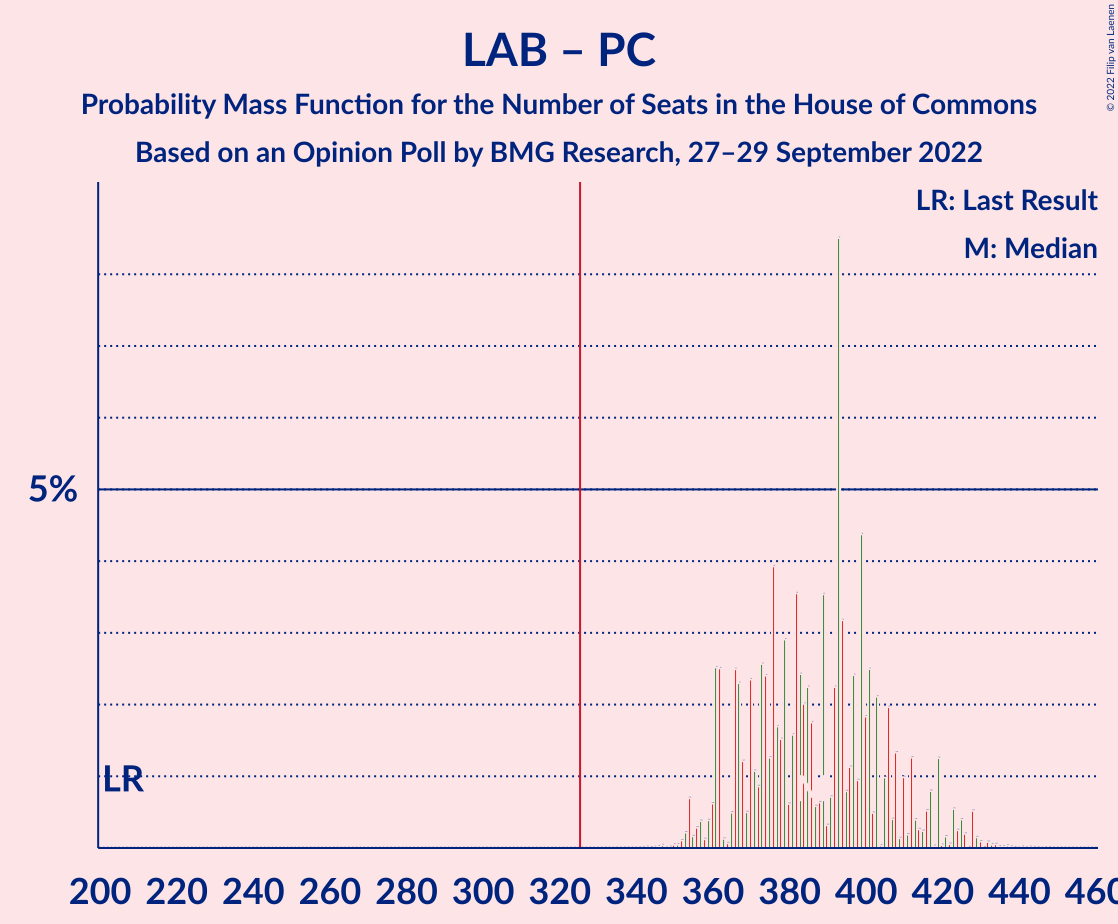 LAB – PC
Probability Mass Function for the Number of Seats in the House of Commons
Based on an Opinion Poll by BMG Research, 27–29 September 2022
© 2022 Filip van Laenen
LR: Last Result
M: Median
5%
LR
200 220 240 260 280 300 320 340 360 380 400 420 440 460